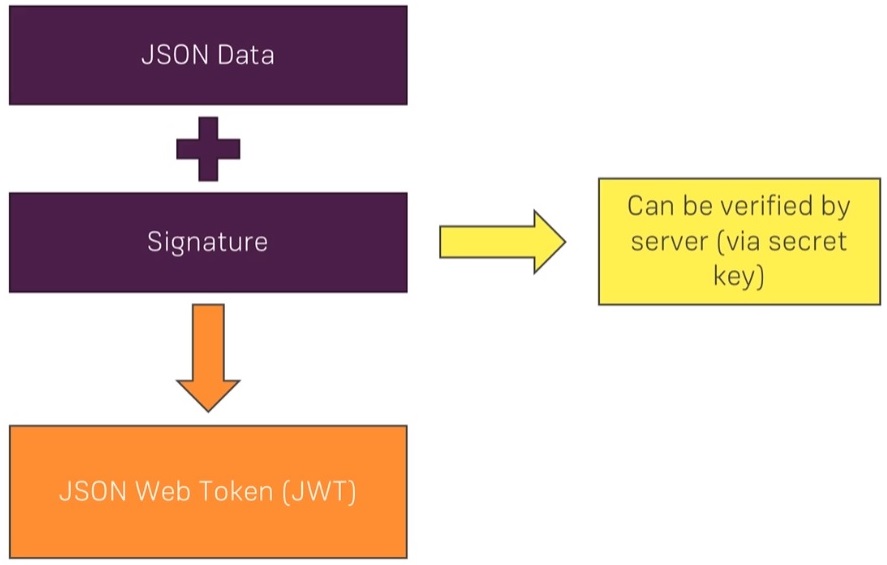 JSON Data
Signature
Can be verified by
server (via secret
key)
JSON Web Token (JWT)